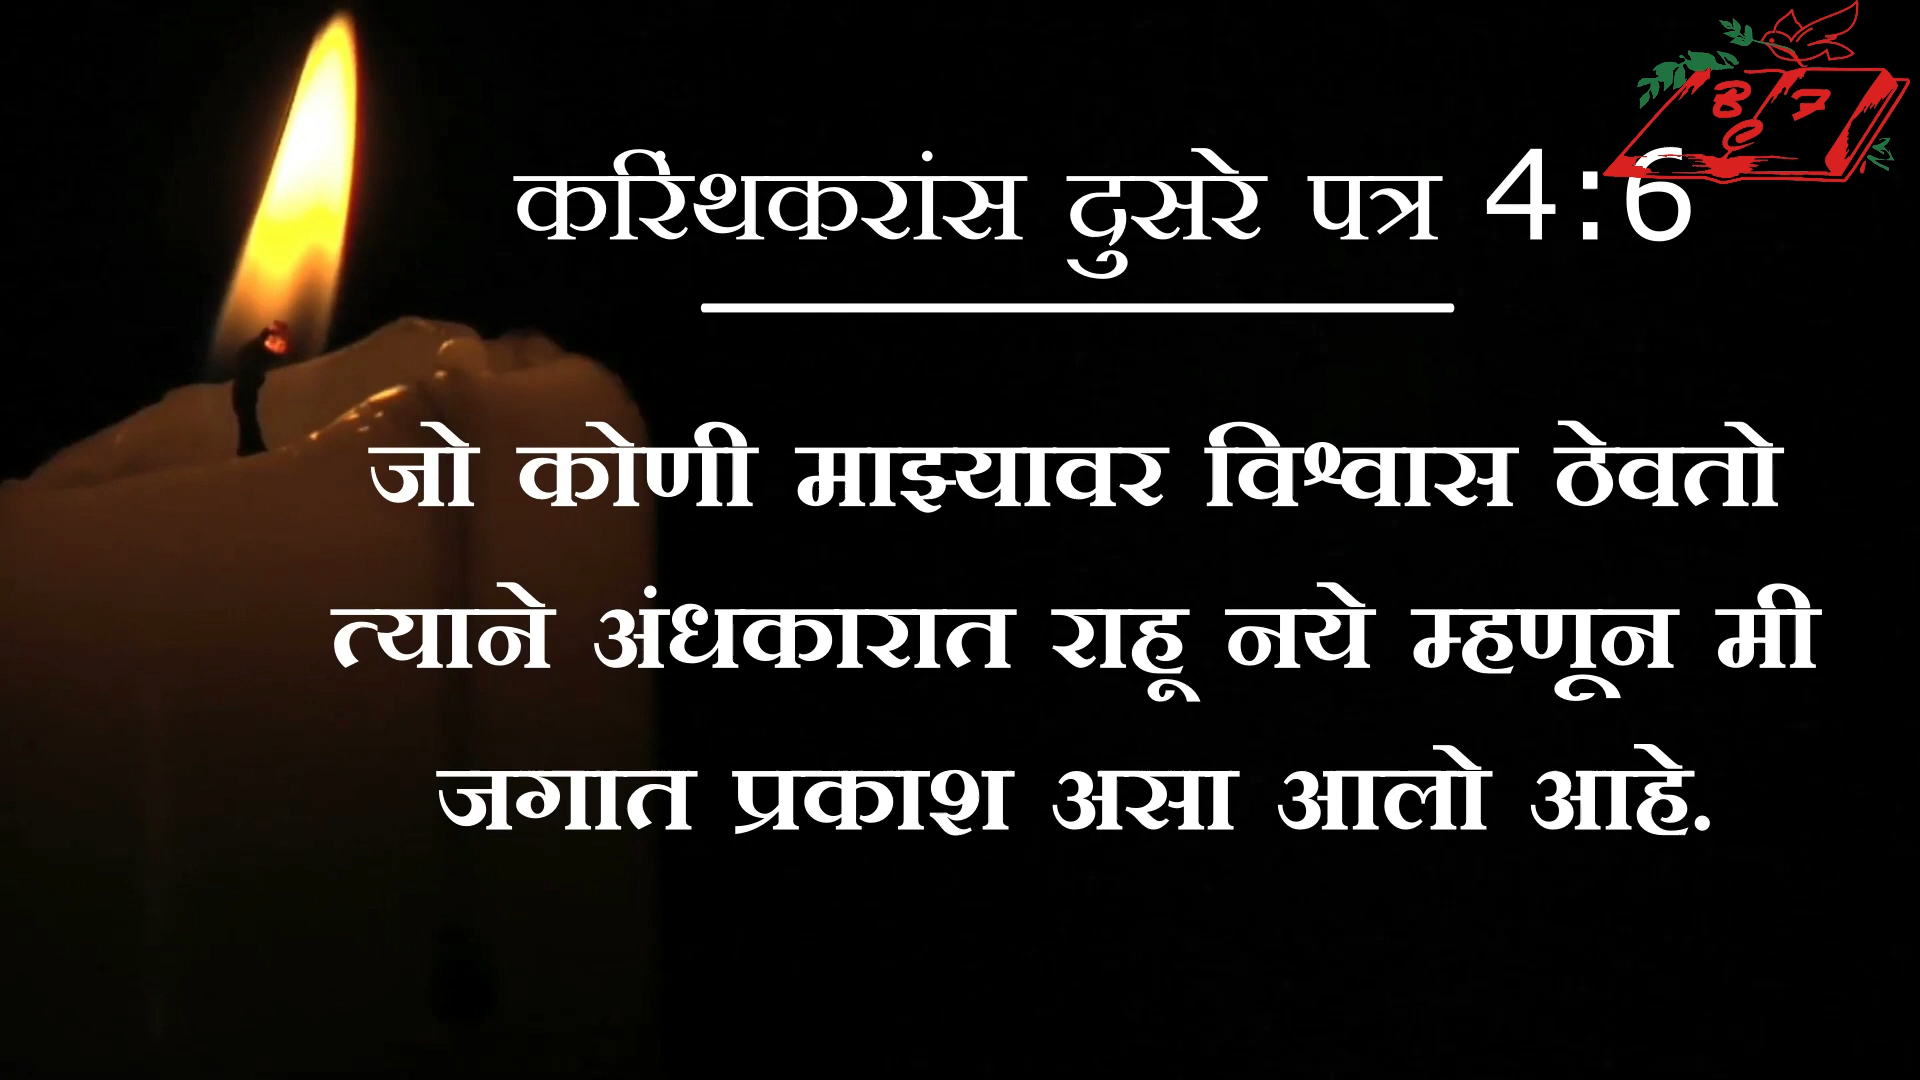 B F
C
करिंथकरांस दुसरे पत्र 4:6
जो कोणी माझ्यावर विश्वास ठेवतो
त्याने अंधकारात राहू नये म्हणून मी
जगात प्रकाश असा आलो आहे.